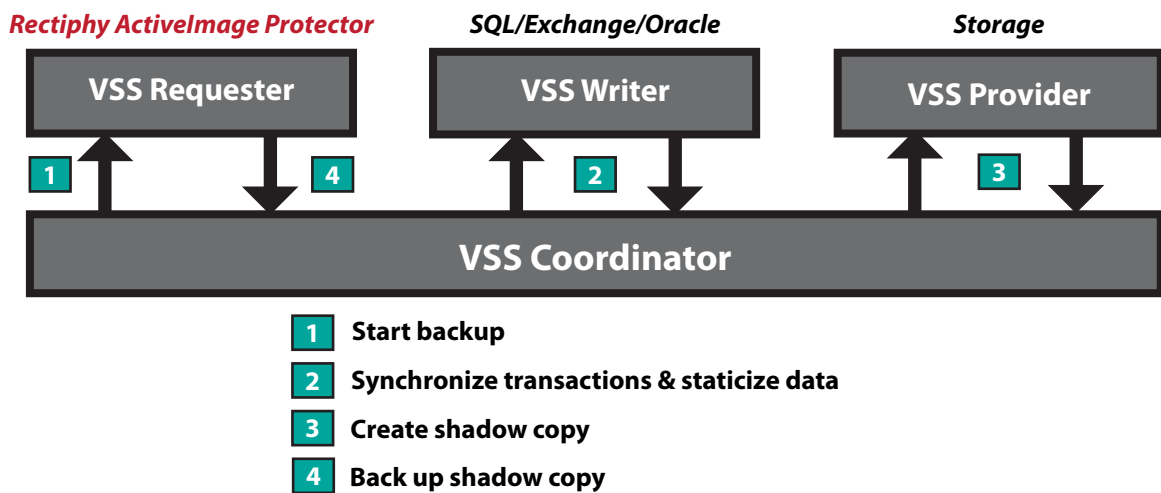 Rectiphy ActiveImage Protector
SQL/Exchange/Oracle
Storage
VSS Requester
VSS Writer
VSS Provider
1
4
2
3
VSS Coordinator
1 Start backup
2 Synchronize transactions & staticize data
3 Create shadow copy
4 Back up shadow copy